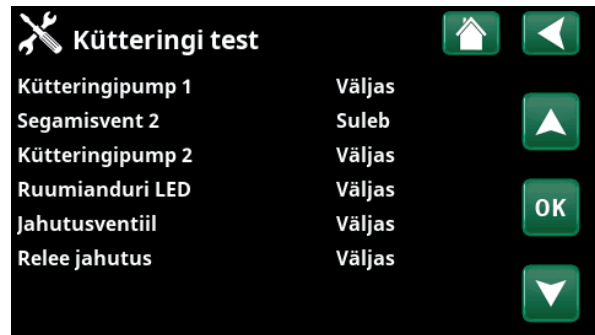 Kütteringi test
Kütteringipump 1 Väljas
Segamisvent 2 Suleb
Kütteringipump 2 Väljas
Ruumianduri LED Väljas
Jahutusventiil Väljas
Relee jahutus Väljas
OK